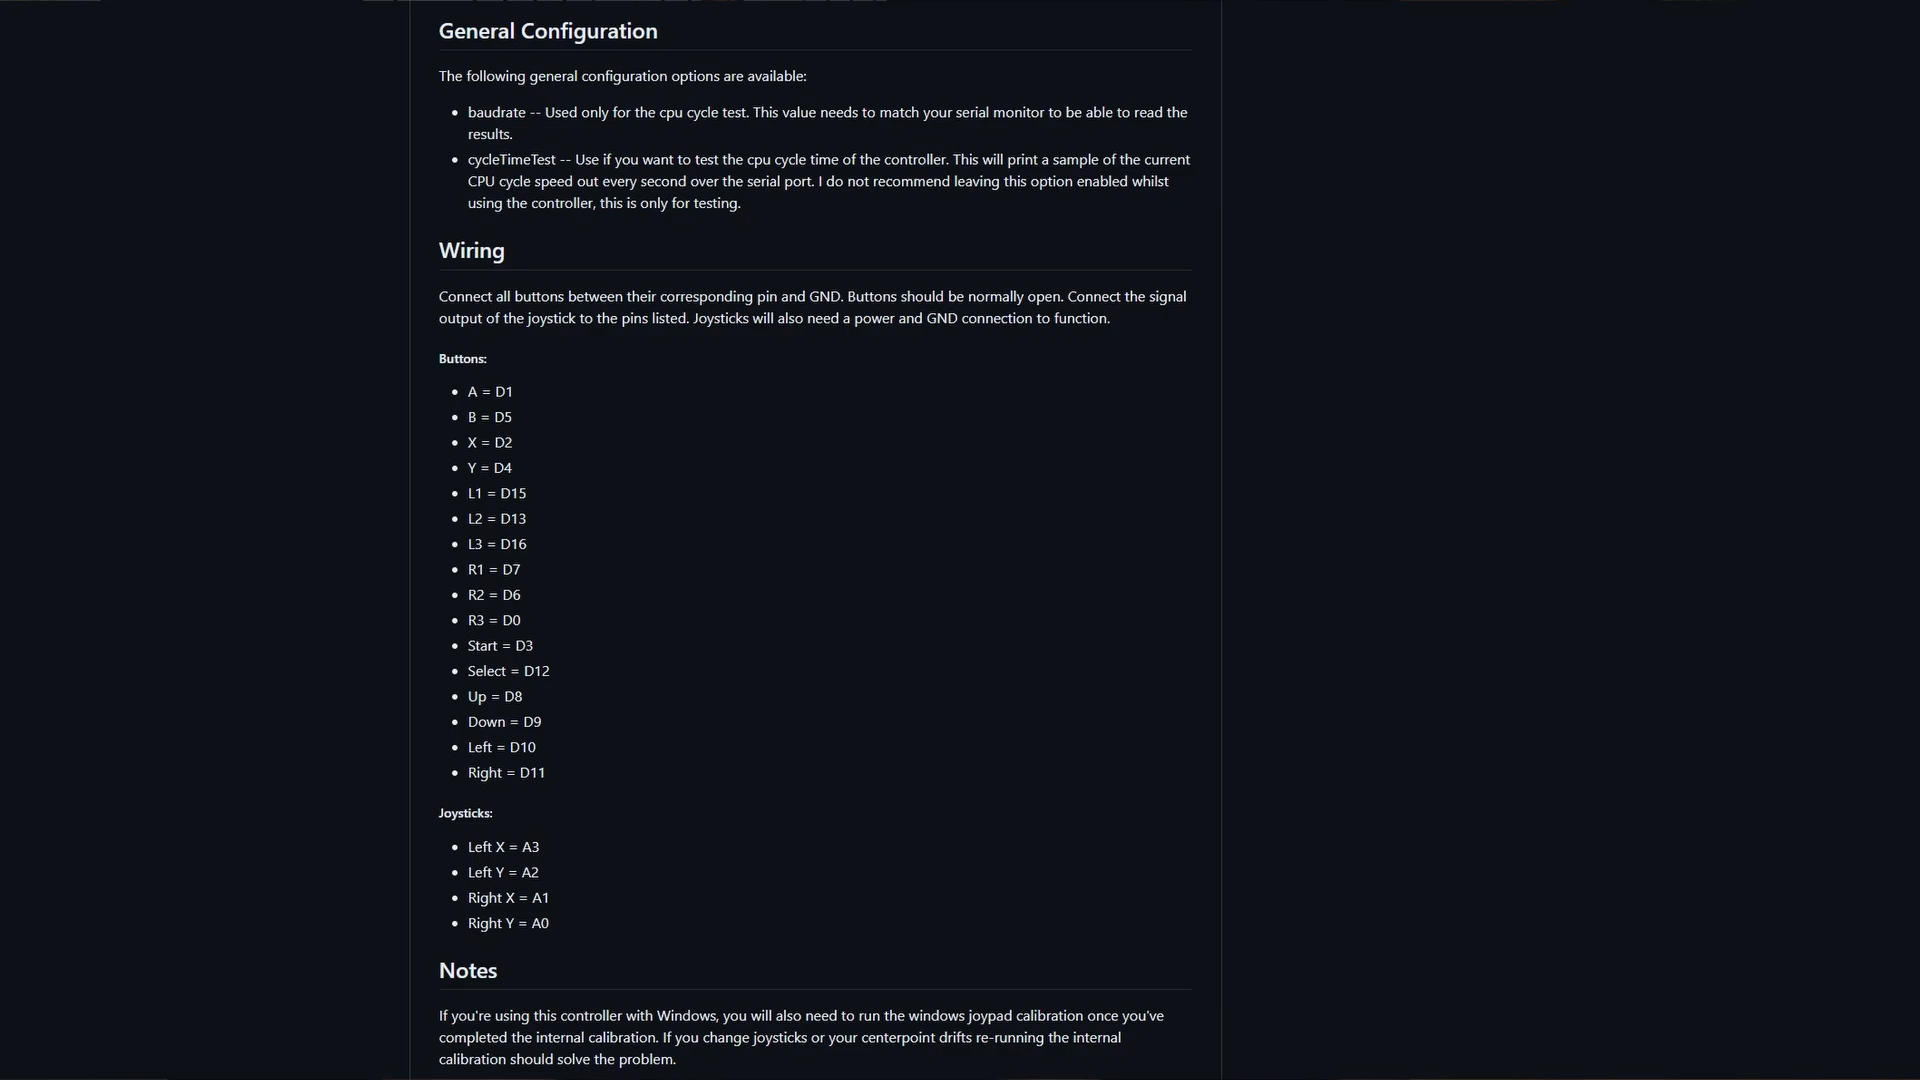 General Configuration
The following general configuration options are available:
baudrate -- Used only for the cpu cycle test. This value needs to match your serial monitor to be able to read the
results.
cycleTimeTest -- Use if you want to test the cpu cycle time of the controller. This will print a sample of the current
CPU cycle speed out every second over the serial port. I do not recommend leaving this option enabled whilst
using the controller, this is only for testing.
Wiring
Connect all buttons between their corresponding pin and GND. Buttons should be normally open. Connect the signal
output of the joystick to the pins listed. Joysticks will also need a power and GND connection to function.
Buttons:
A = D1
B = D5
X = D2
Y = D4
L1 = D15
L2 = D13
L3 = D16
R1 = D7
R2 = D6
R3 = D0
Start = D3
Select = D12
Up = D8
Down = D9
Left = D10
Right = D11
Joysticks:
Left X = A3
Left Y = A2
Right X = A1
Right Y = A0
Notes
If you're using this controller with Windows, you will also need to run the windows joypad calibration once you've
completed the internal calibration. If you change joysticks or your centerpoint drifts re-running the internal
calibration should solve the problem.